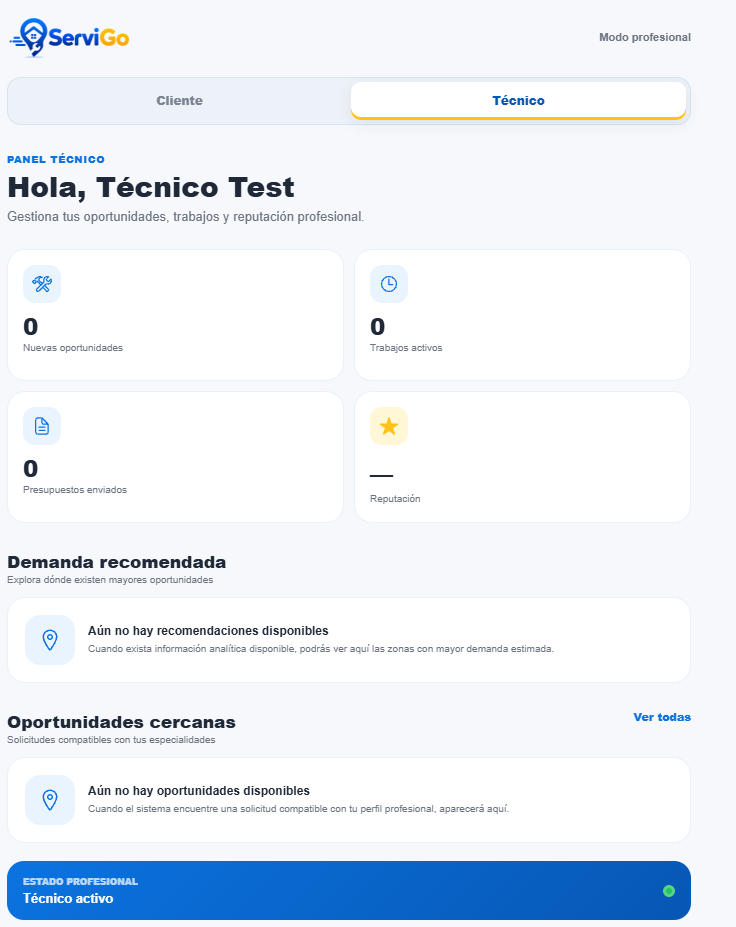 ServiGo
Modo profesional
Cliente
Técnico
PANEL TÉCNICO
Hola, Técnico Test
Gestiona tus oportunidades, trabajos y reputación profesional.
0
Nuevas oportunidades
0
Trabajos activos
0
Presupuestos enviados
—
Reputación
Demanda recomendada
Explora dónde existen mayores oportunidades
Aún no hay recomendaciones disponibles
Cuando exista información analítica disponible, podrás ver aquí las zonas con mayor demanda estimada.
Oportunidades cercanas
Ver todas
Solicitudes compatibles con tus especialidades
Aún no hay oportunidades disponibles
Cuando el sistema encuentre una solicitud compatible con tu perfil profesional, aparecerá aquí.
ESTADO PROFESIONAL
Técnico activo